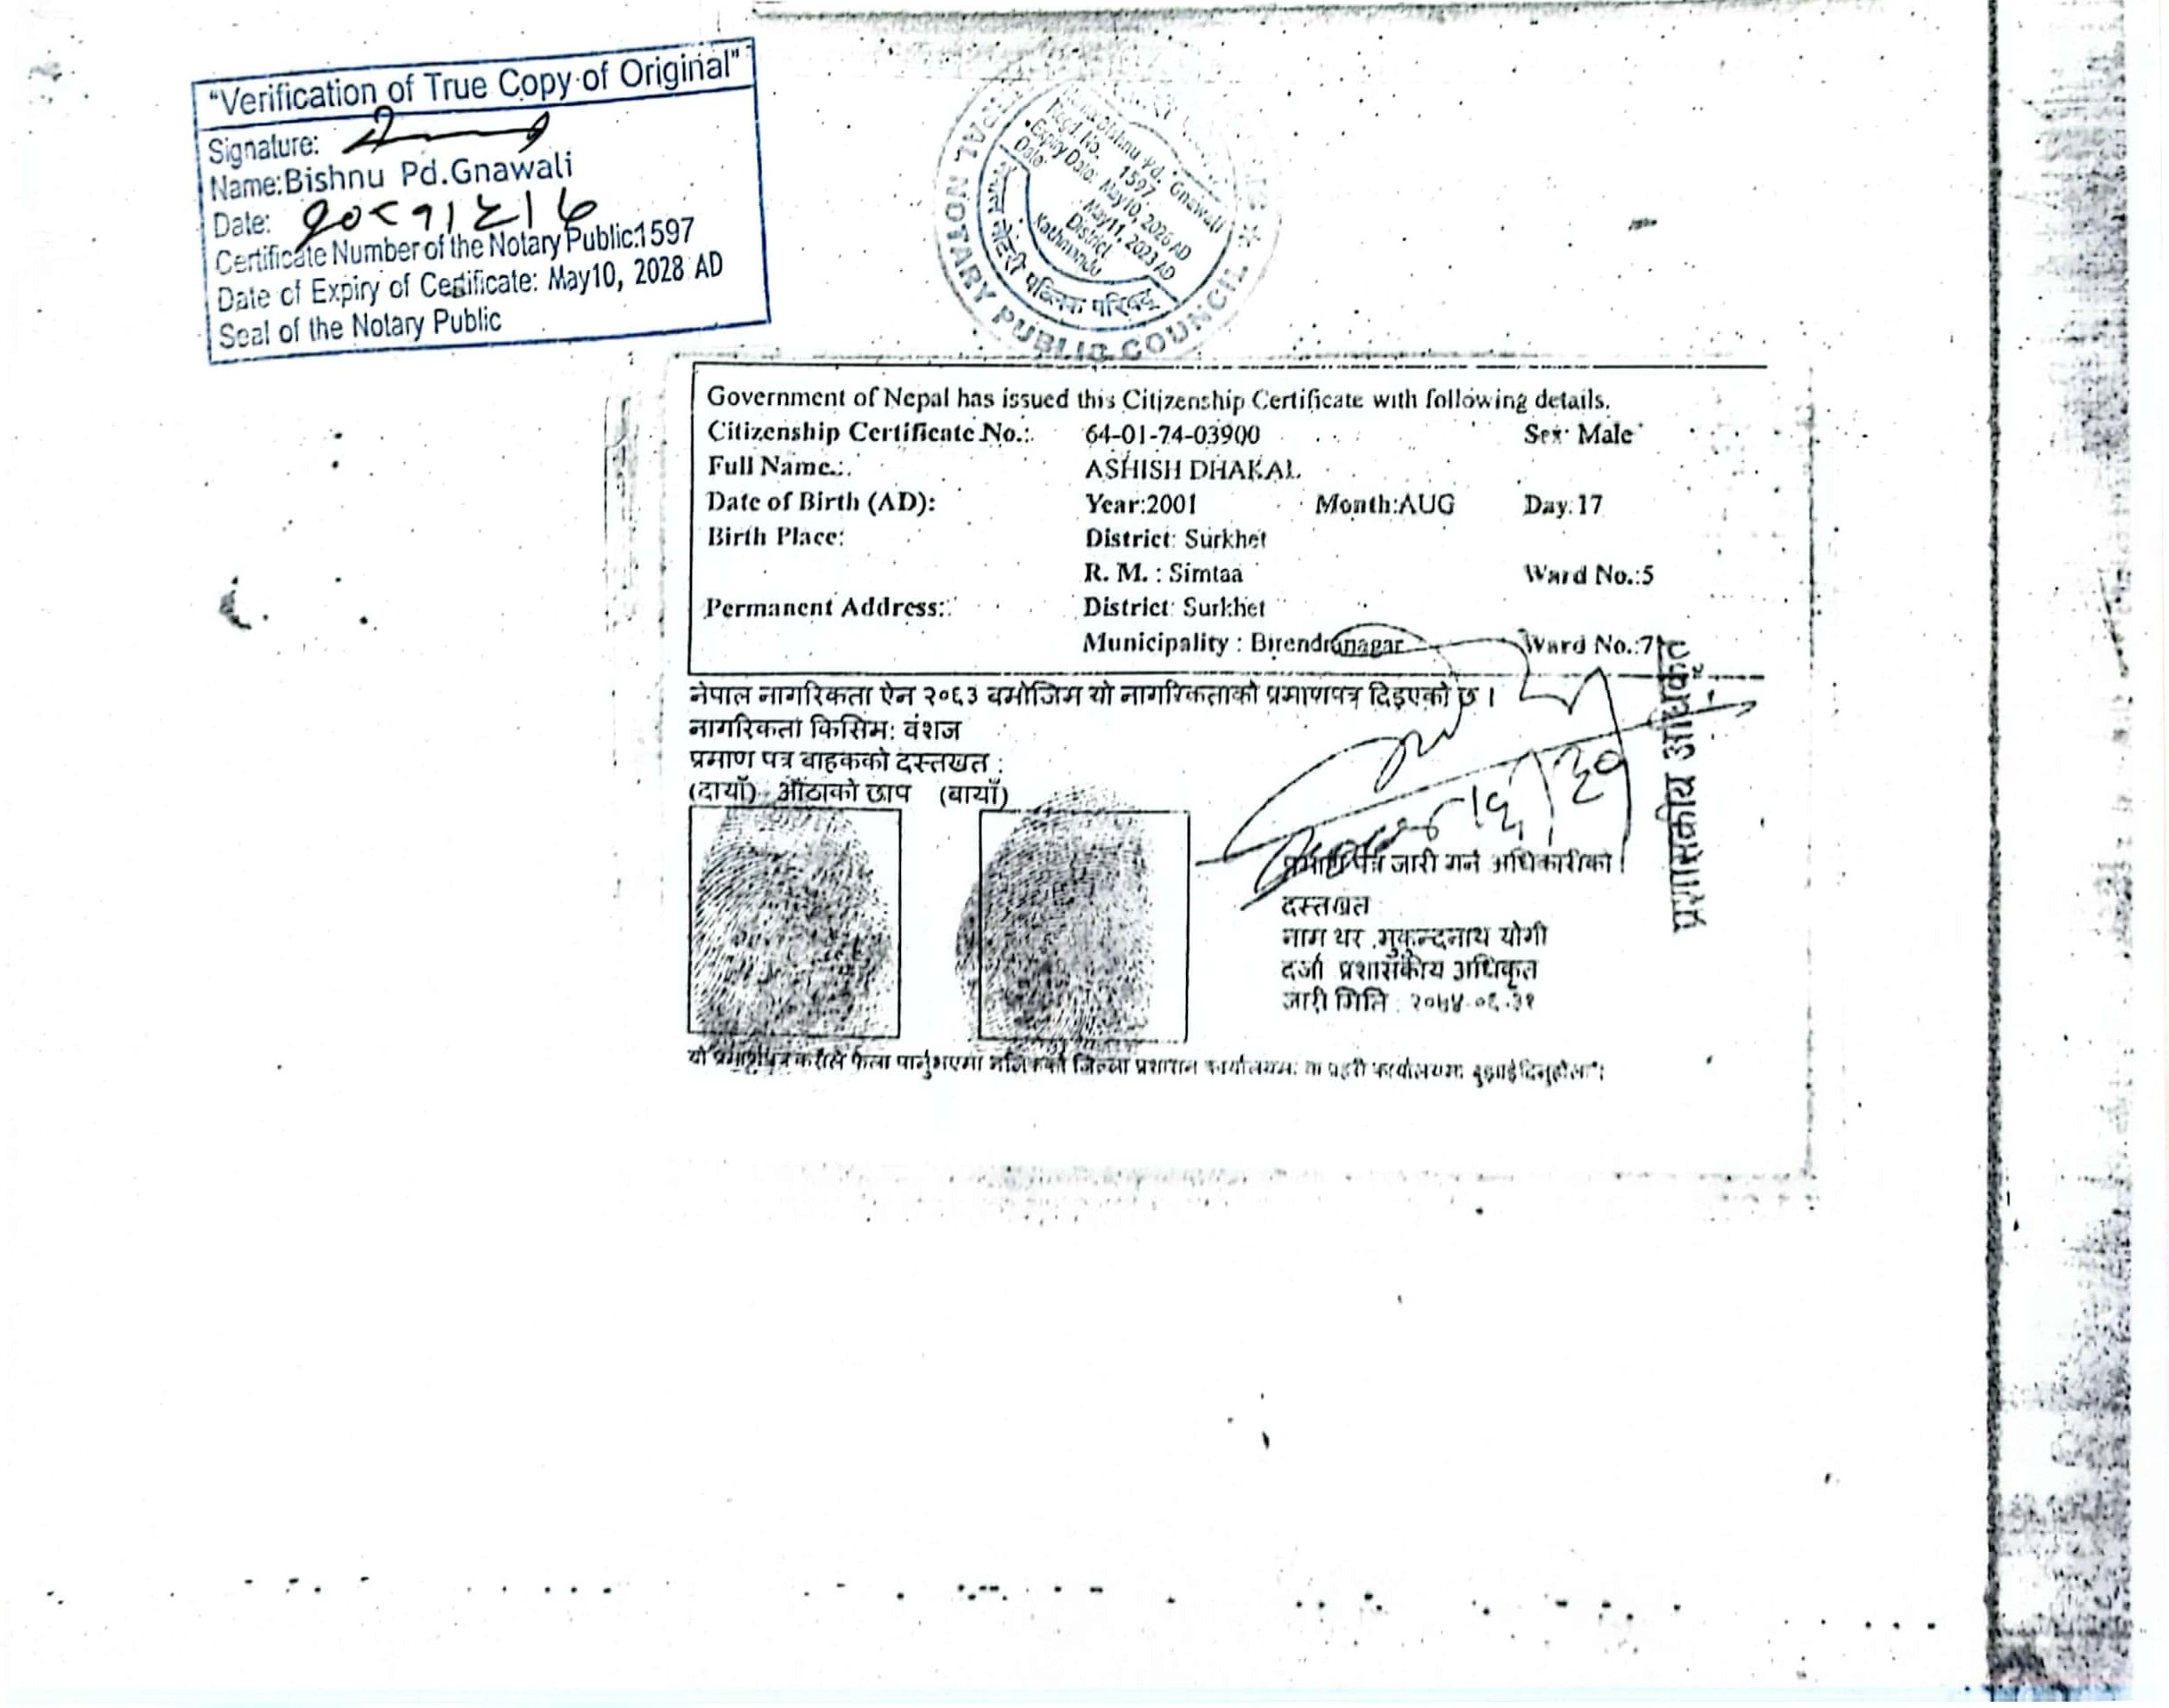 "Verification of True Copy of Original"
Signature:
Name:Bishnu Pd.Gnawali
Date:
Certificate Number of the Notary Public:1597
Date of Expiry of Certificate: May10, 2028 AD
Seal of the Notary Public
Bishnu Pd. Gnawali
Regd. No. 1597
Expiry Date: May10, 2026 AD
Date: May11, 2023 AD
District
Kathmandu
नेपाल नोटरी पब्लिक परिषद्
NEPAL NOTARY PUBLIC COUNCIL
Government of Nepal has issued this Citizenship Certificate with following details.
Citizenship Certificate No.: 64-01-74-03900 Sex: Male
Full Name.: ASHISH DHAKAL
Date of Birth (AD): Year:2001 Month:AUG Day:17
Birth Place: District: Surkhet
R. M. : Simtaa Ward No.:5
Permanent Address: District: Surkhet
Municipality : Birendranagar Ward No.:7
नेपाल नागरिकता ऐन २०६३ बमोजिम यो नागरिकताको प्रमाणपत्र दिइएको छ।
नागरिकता किसिम: वंशज
प्रमाण पत्र वाहकको दस्तखत :
(दायाँ) औंठाको छाप (बायाँ)
प्रशासकीय अधिकृत
प्रमाण पत्र जारी गर्ने अधिकारीको
दस्तखत
नाम थर मुकुन्दनाथ योगी
दर्जा प्रशासकीय अधिकृत
जारी मिति : २०७४.०६.३१
यो प्रमाणपत्र कसैले फेला पार्नुभएमा नजिकको जिल्ला प्रशासन कार्यालयमा वा प्रहरी कार्यालयमा बुझाईदिनुहोला